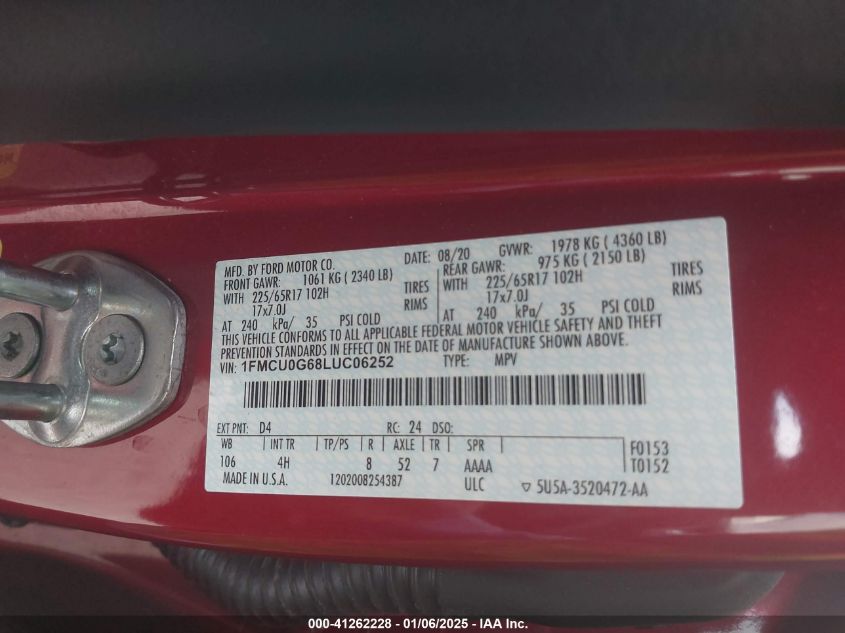 MFD. BY FORD MOTOR CO. DATE: 08/20 GVWR: 1978 KG ( 4360 LB)
FRONT GAWR: 1061 KG ( 2340 LB) REAR GAWR: 975 KG ( 2150 LB)
WITH 225/65R17 102H TIRES WITH 225/65R17 102H TIRES
17x7.0J RIMS 17x7.0J RIMS
AT 240 kPa/ 35 PSI COLD AT 240 kPa/ 35 PSI COLD
THIS VEHICLE CONFORMS TO ALL APPLICABLE FEDERAL MOTOR VEHICLE SAFETY AND THEFT
PREVENTION STANDARDS IN EFFECT ON THE DATE OF MANUFACTURE SHOWN ABOVE.
VIN: 1FMCU0G68LUC06252 TYPE: MPV
EXT PNT: D4 RC: 24 DSO:
WB INT TR TP/PS R AXLE TR SPR F0153
106 4H 8 52 7 AAAA T0152
MADE IN U.S.A. 1202008254387 ULC ▽ 5U5A-3520472-AA
000-41262228 - 01/06/2025 - IAA Inc.